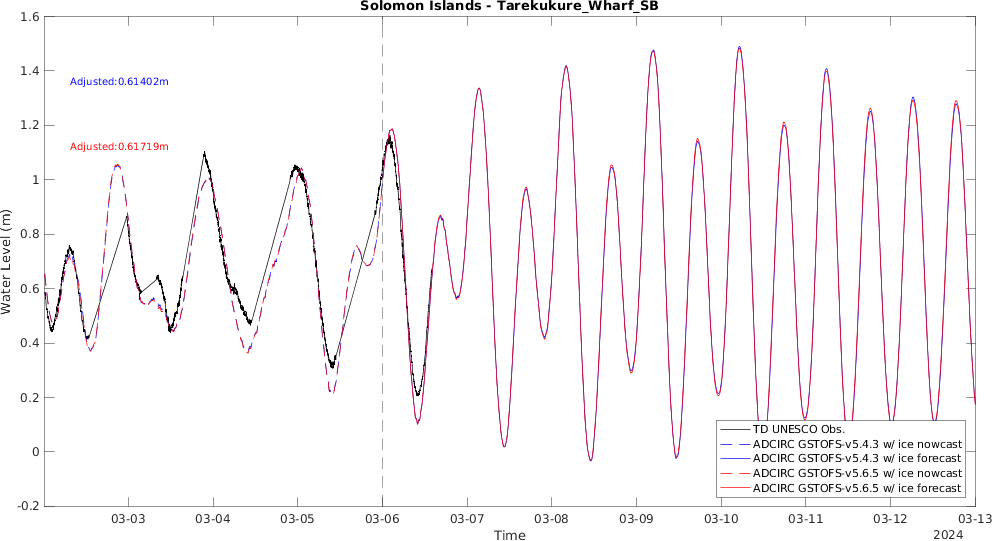 Solomon Islands - Tarekukure_Wharf_SB
1.6
1.4
1.2
1
0.8
0.6
0.4
0.2
0
-0.2
Water Level (m)
Adjusted:0.61402m
Adjusted:0.61719m
TD UNESCO Obs.
ADCIRC GSTOFS-v5.4.3 w/ ice nowcast
ADCIRC GSTOFS-v5.4.3 w/ ice forecast
ADCIRC GSTOFS-v5.6.5 w/ ice nowcast
ADCIRC GSTOFS-v5.6.5 w/ ice forecast
03-03 03-04 03-05 03-06 03-07 03-08 03-09 03-10 03-11 03-12 03-13
Time
2024